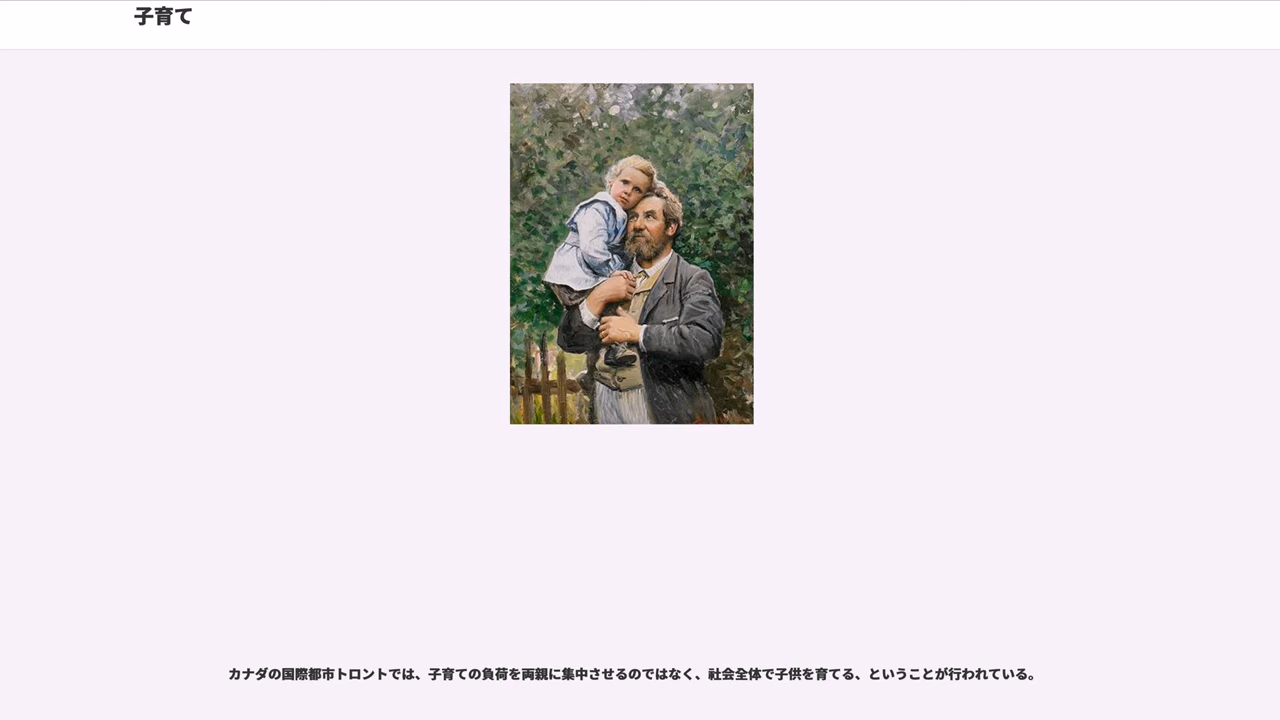 子育て
カナダの国際都市トロントでは、子育ての負荷を両親に集中させるのではなく、社会全体で子供を育てる、ということが行われている。